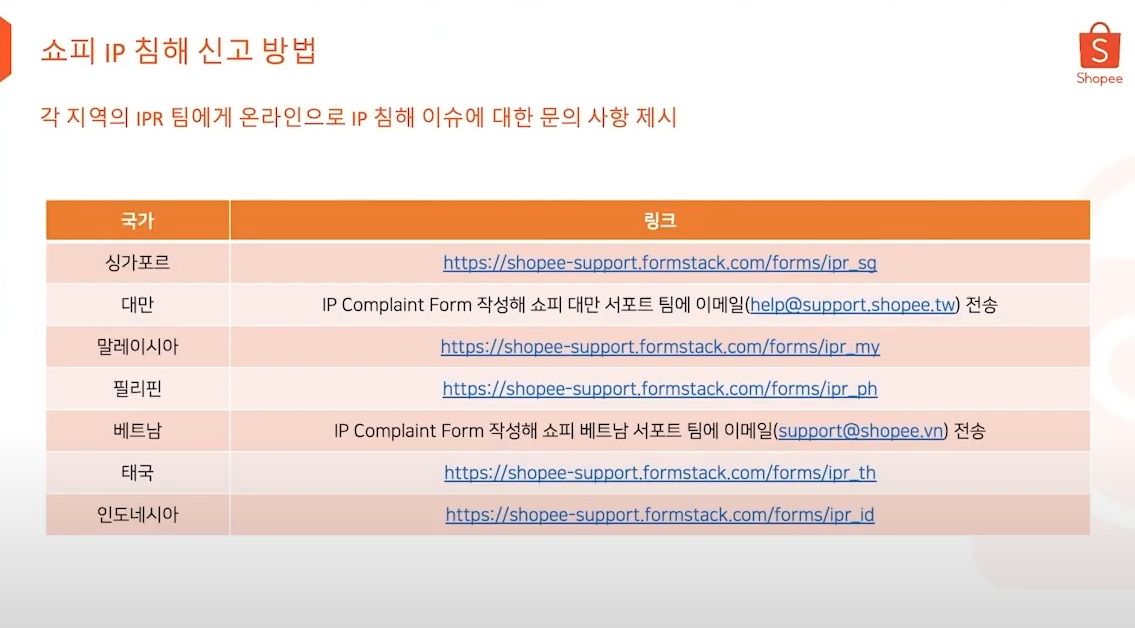 쇼피 IP 침해 신고 방법
S
Shopee
각 지역의 IPR 팀에게 온라인으로 IP 침해 이슈에 대한 문의 사항 제시
국가 링크
싱가포르 https://shopee-support.formstack.com/forms/ipr_sg
대만 IP Complaint Form 작성해 쇼피 대만 서포트 팀에 이메일(help@support.shopee.tw) 전송
말레이시아 https://shopee-support.formstack.com/forms/ipr_my
필리핀 https://shopee-support.formstack.com/forms/ipr_ph
베트남 IP Complaint Form 작성해 쇼피 베트남 서포트 팀에 이메일(support@shopee.vn) 전송
태국 https://shopee-support.formstack.com/forms/ipr_th
인도네시아 https://shopee-support.formstack.com/forms/ipr_id